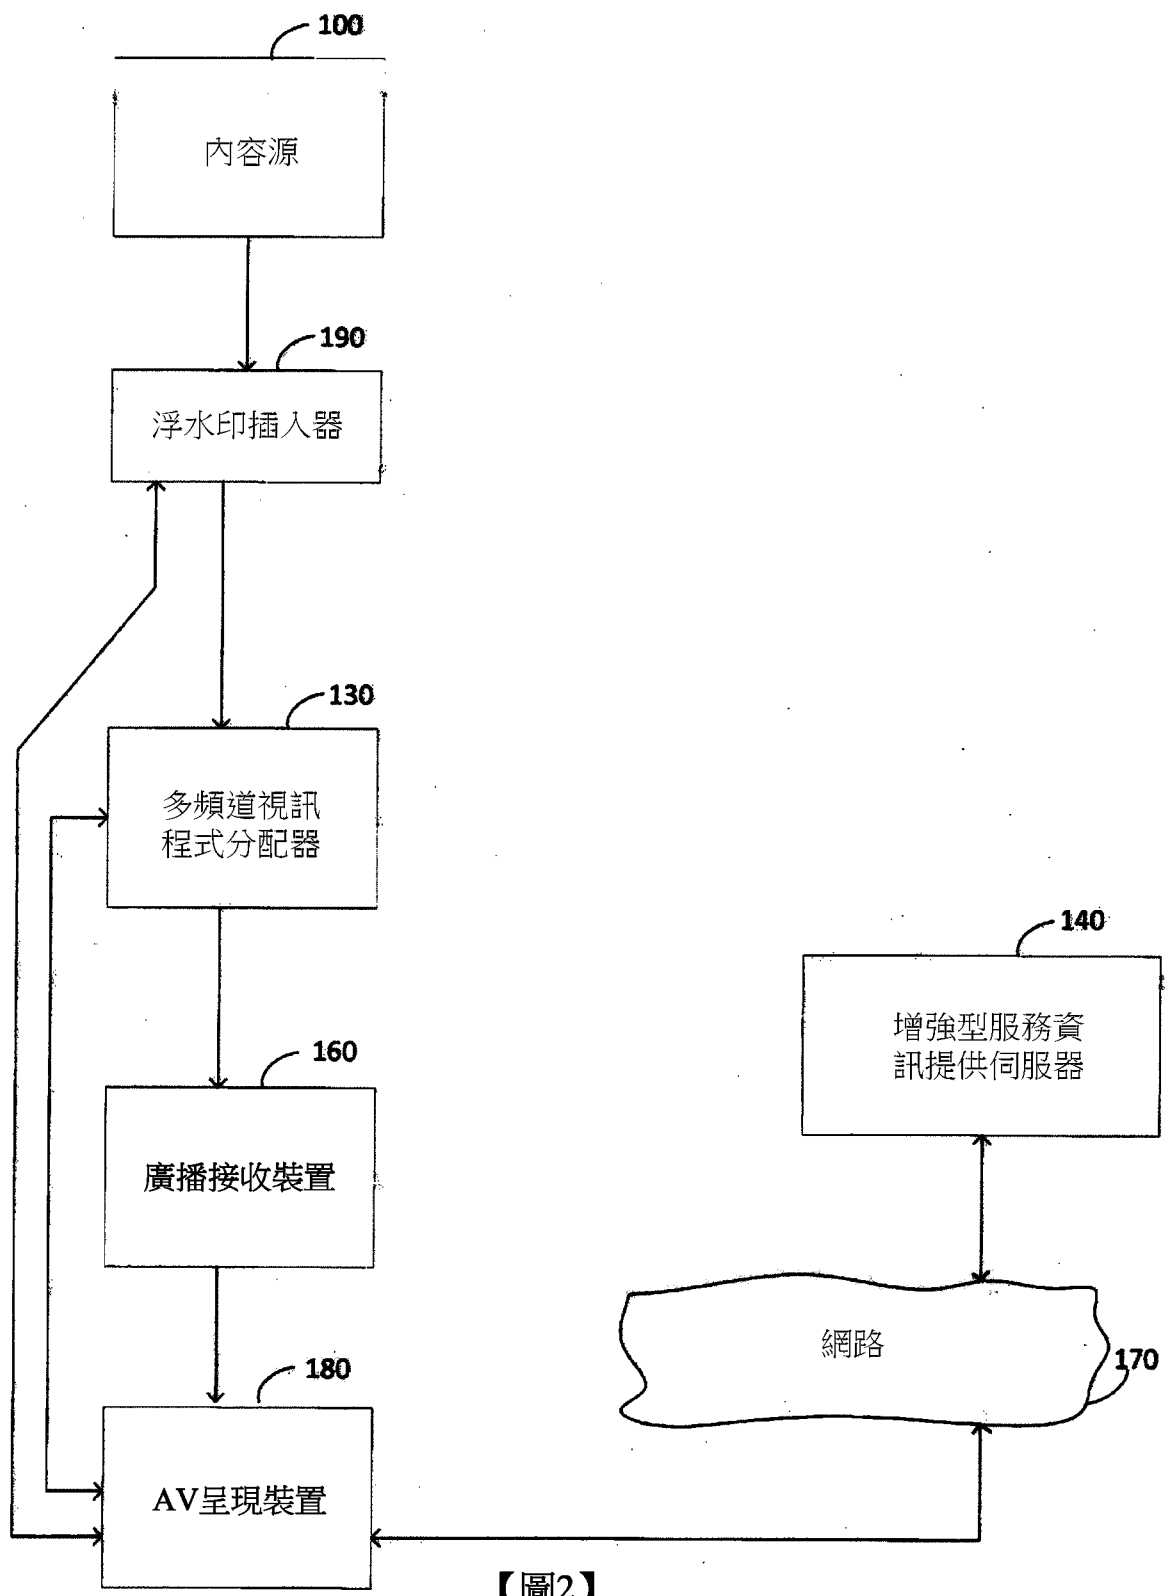 100
內容源
190
浮水印插入器
130
多頻道視訊
程式分配器
140
增強型服務資
訊提供伺服器
160
廣播接收裝置
網路
170
180
AV呈現裝置
【圖2】